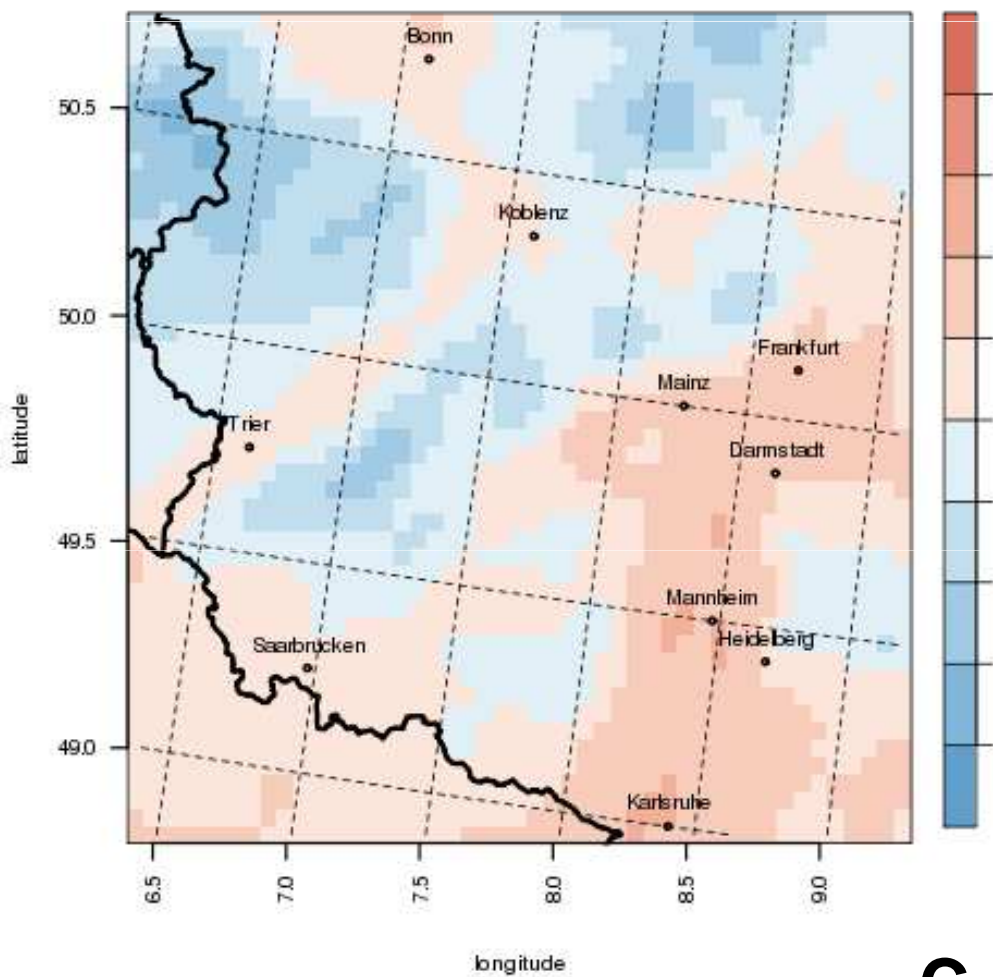 Bonn
50.5
Koblenz
50.0
Frankfurt
Mainz
Trier
Darmstadt
latitude
49.5
Mannheim
Heidelberg
Saarbrucken
49.0
Karlsruhe
6.5 7.0 7.5 8.0 8.5 9.0
longitude